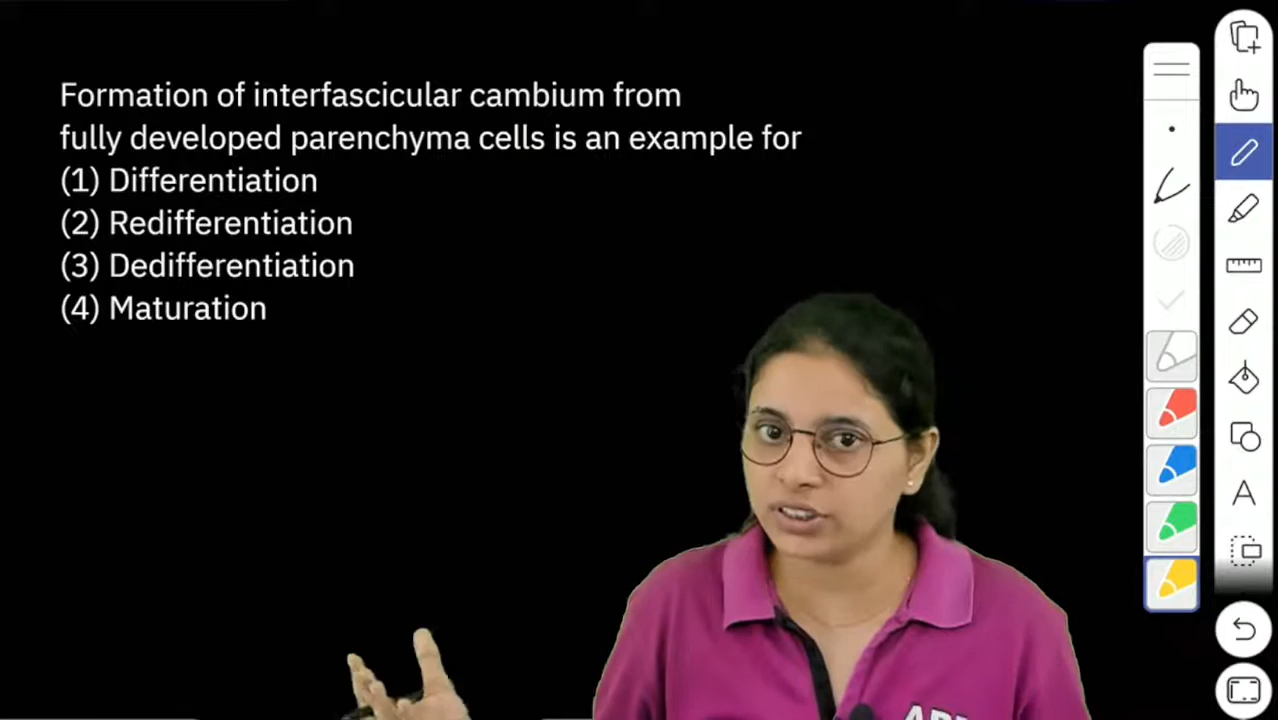 Formation of interfascicular cambium from
fully developed parenchyma cells is an example for
(1) Differentiation
(2) Redifferentiation
(3) Dedifferentiation
(4) Maturation
A